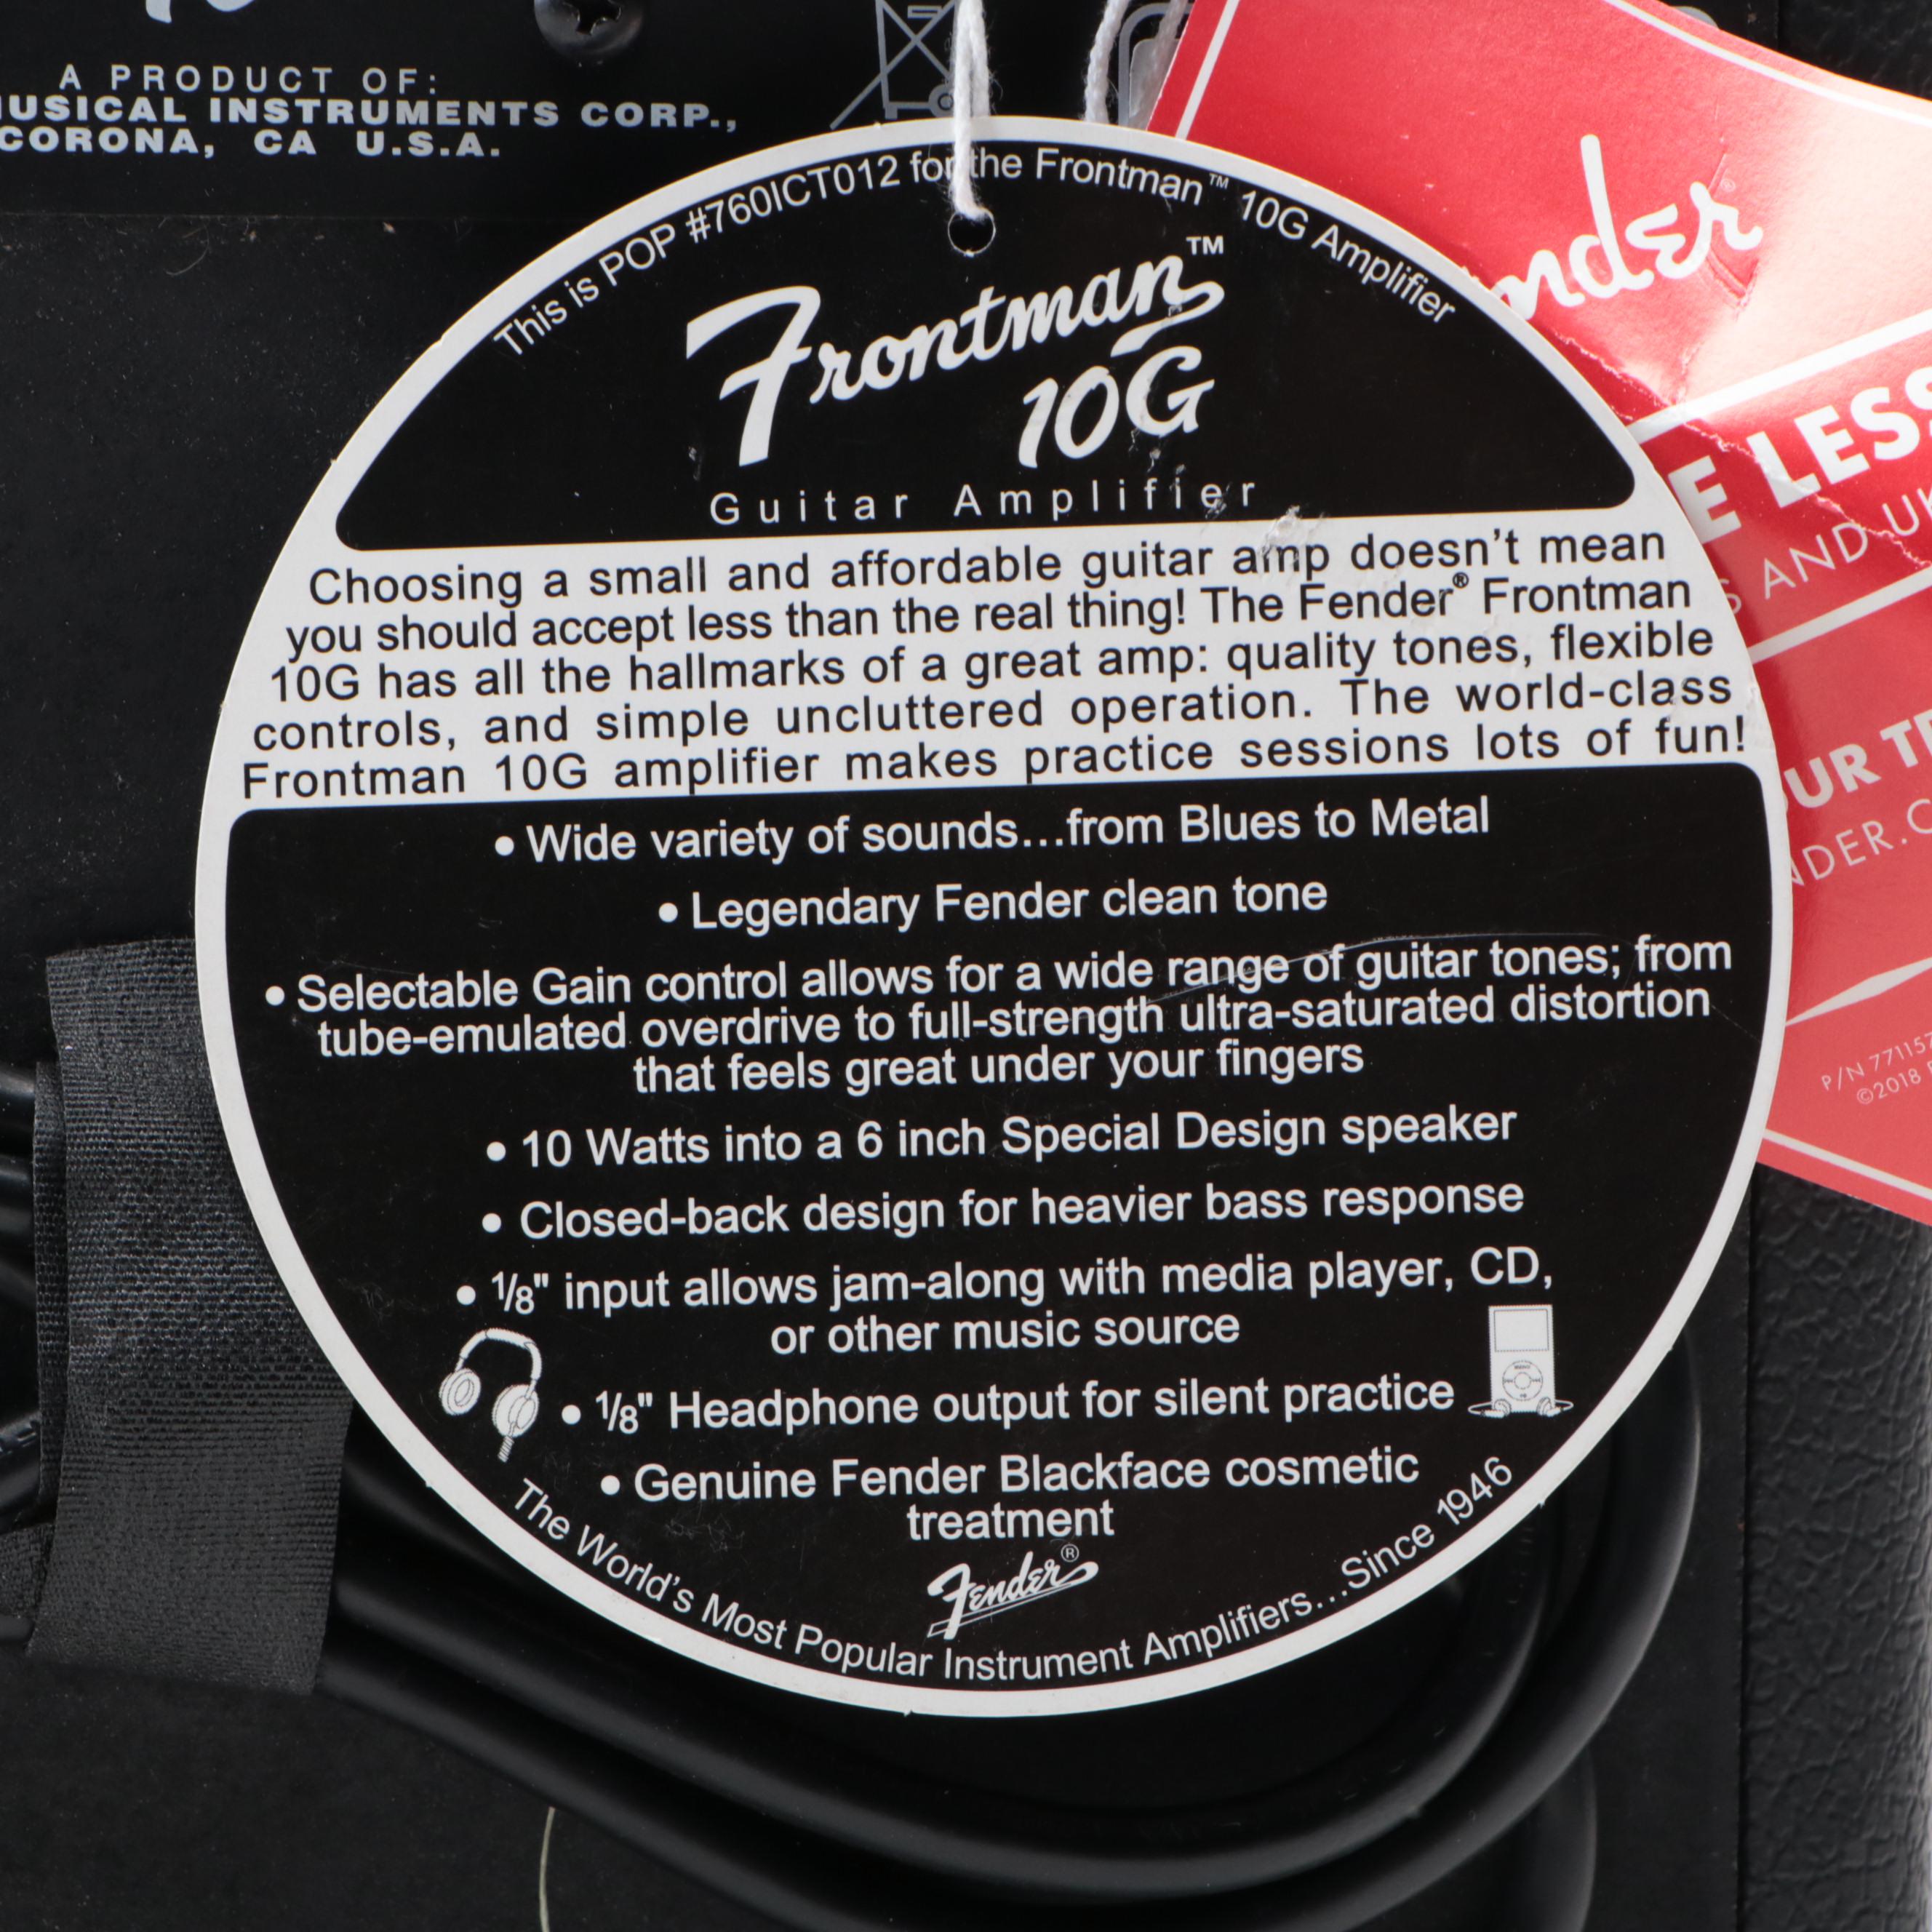 A PRODUCT OF:
MUSICAL INSTRUMENTS CORP.,
CORONA, CA U.S.A.
This is POP #760ICT012 for the Frontman™ 10G Amplifier
Frontman™
10G
Guitar Amplifier
Choosing a small and affordable guitar amp doesn't mean
you should accept less than the real thing! The Fender® Frontman
10G has all the hallmarks of a great amp: quality tones, flexible
controls, and simple uncluttered operation. The world-class
Frontman 10G amplifier makes practice sessions lots of fun!
• Wide variety of sounds...from Blues to Metal
• Legendary Fender clean tone
• Selectable Gain control allows for a wide range of guitar tones; from
tube-emulated overdrive to full-strength ultra-saturated distortion
that feels great under your fingers
• 10 Watts into a 6 inch Special Design speaker
• Closed-back design for heavier bass response
• 1/8" input allows jam-along with media player, CD,
or other music source
• 1/8" Headphone output for silent practice
• Genuine Fender Blackface cosmetic
treatment
Fender®
The World's Most Popular Instrument Amplifiers...Since 1946
nder
E LESS
AND UK
UR
NDER.C
P/N 77115
©2018